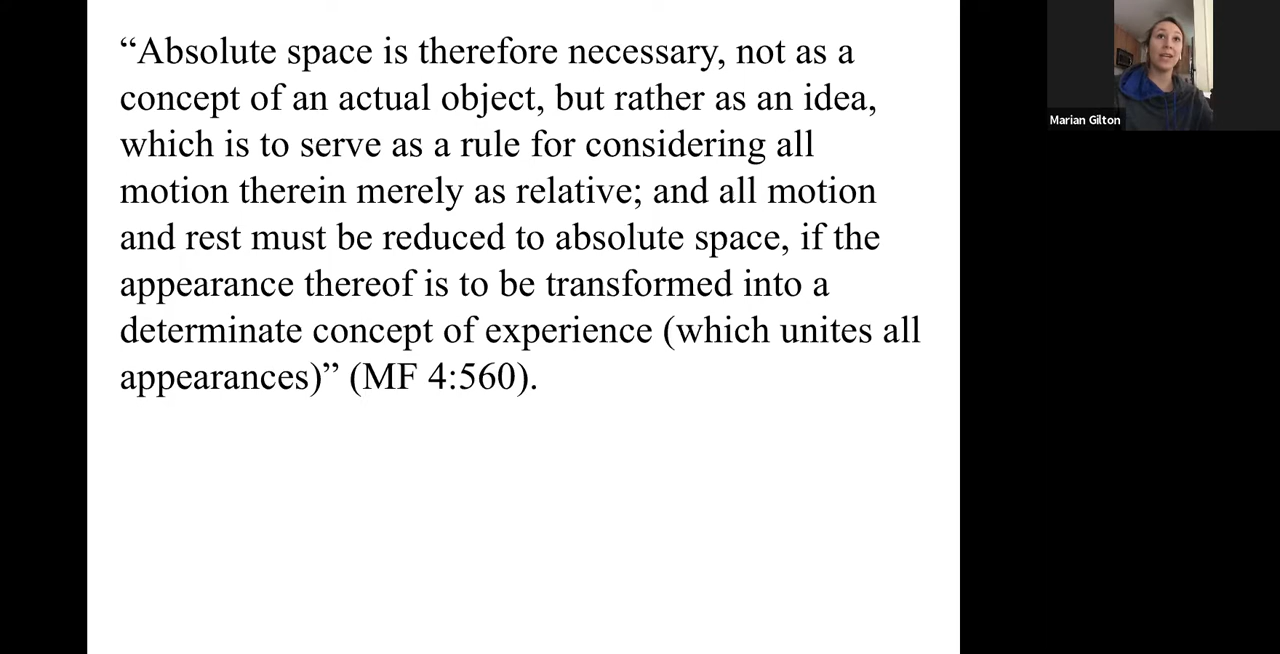 “Absolute space is therefore necessary, not as a
concept of an actual object, but rather as an idea,
which is to serve as a rule for considering all
motion therein merely as relative; and all motion
and rest must be reduced to absolute space, if the
appearance thereof is to be transformed into a
determinate concept of experience (which unites all
appearances)” (MF 4:560).
Marian Gilton